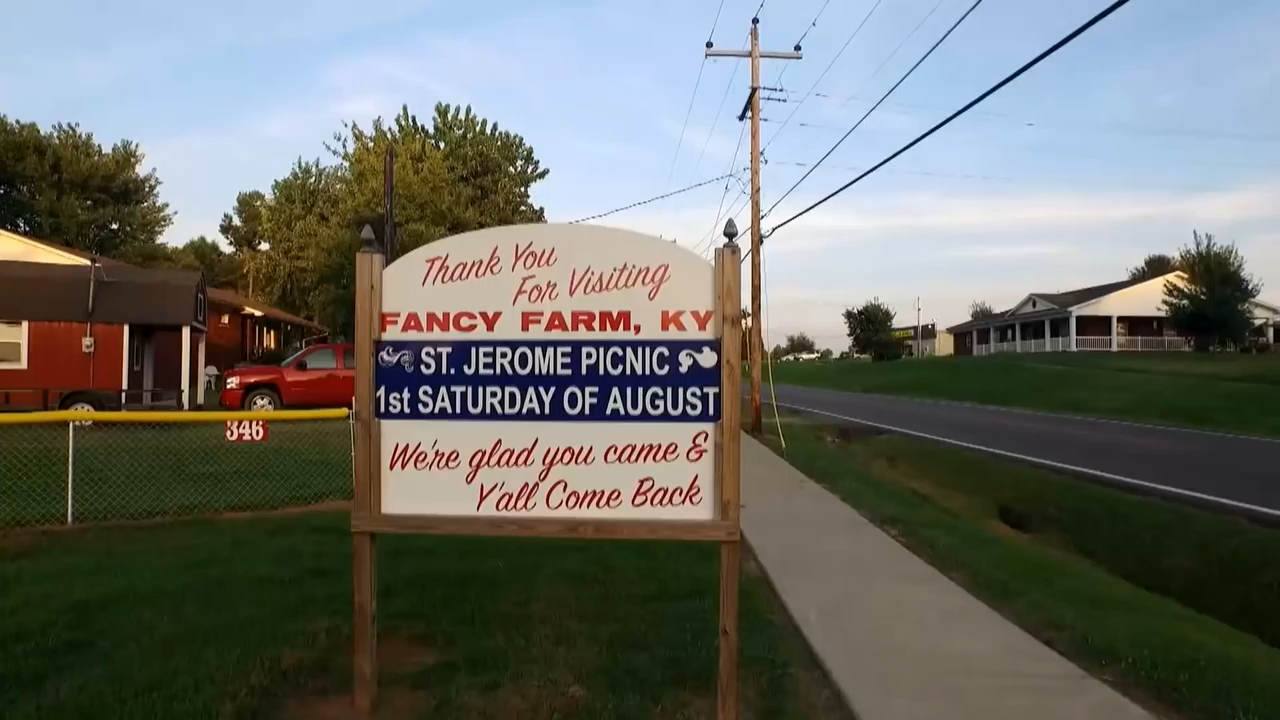 Thank You
For Visiting
FANCY FARM, KY
ST. JEROME PICNIC
1st SATURDAY OF AUGUST
We're glad you came &
Y'all Come Back
346